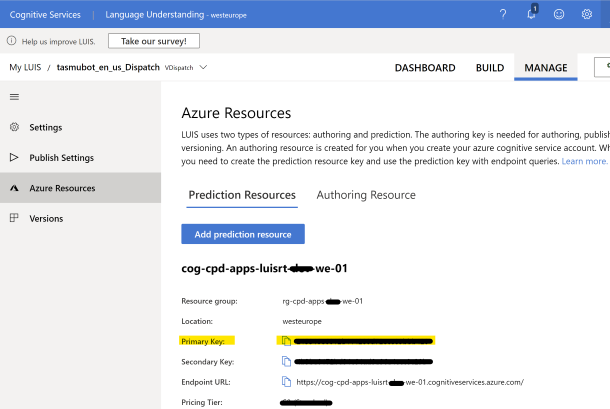 Cognitive Services | Language Understanding - westeurope
? 1
Help us improve LUIS. Take our survey!
My LUIS / tasmubot_en_us_Dispatch VDispatch
DASHBOARD BUILD MANAGE
Settings
Publish Settings
Azure Resources
Versions
Azure Resources
LUIS uses two types of resources: authoring and prediction. The authoring key is needed for authoring, publish
versioning. An authoring resource is created for you when you create your azure cognitive service account. Wh
you need to create the prediction resource key and use the prediction key with endpoint queries. Learn more.
Prediction Resources Authoring Resource
Add prediction resource
cog-cpd-apps-luisrt- -we-01
Resource group: rg-cpd-apps -we-01
Location: westeurope
Primary Key:
Secondary Key:
Endpoint URL: https://cog-cpd-apps-luisrt -we-01.cognitiveservices.azure.com/
Pricing Tier: